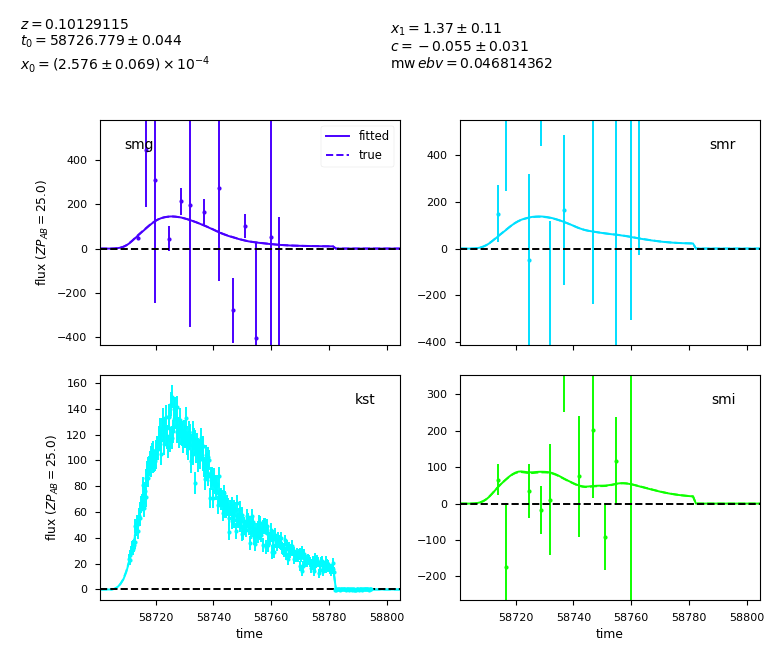 z = 0.10129115
t₀ = 58726.779 ± 0.044
x₀ = (2.576 ± 0.069) × 10⁻⁴
x₁ = 1.37 ± 0.11
c = −0.055 ± 0.031
mw ebv = 0.046814362
smg
fitted
true
400
200
0
−200
−400
flux (ZP_AB = 25.0)
smr
400
200
0
−200
−400
kst
160
140
120
100
80
60
40
20
0
flux (ZP_AB = 25.0)
58720 58740 58760 58780 58800
time
smi
300
200
100
0
−100
−200
58720 58740 58760 58780 58800
time